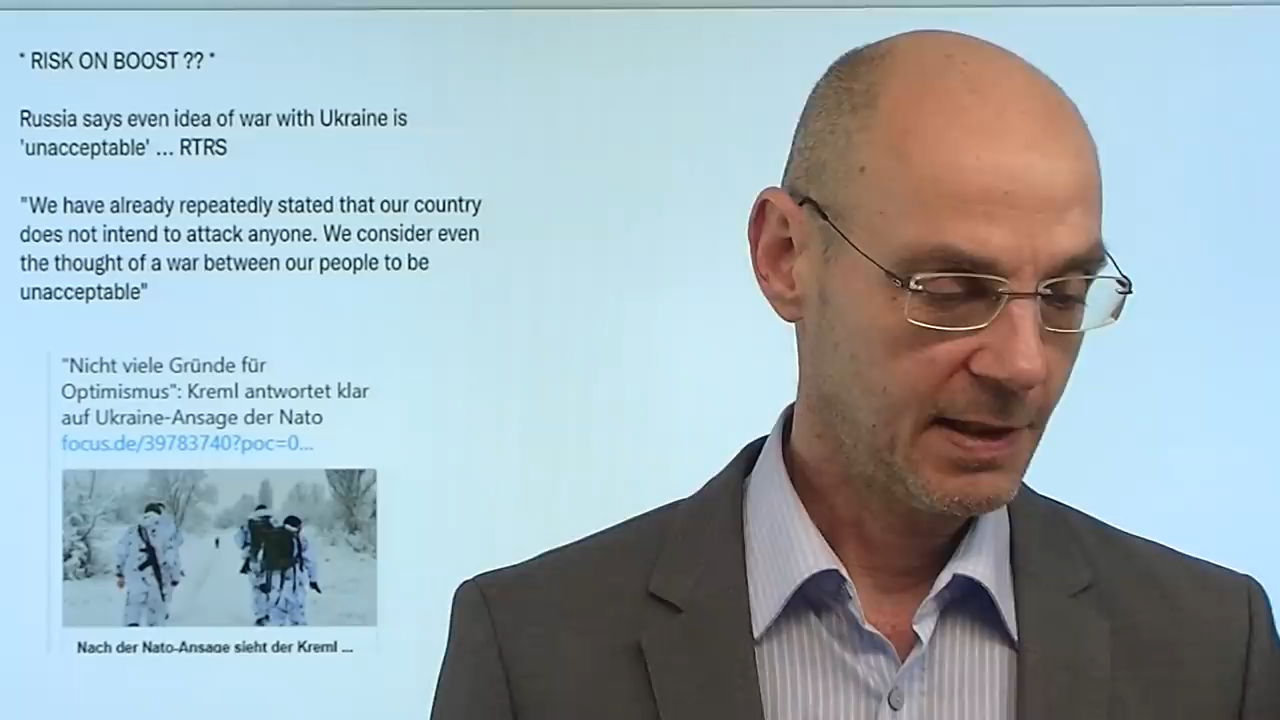 * RISK ON BOOST ?? *
Russia says even idea of war with Ukraine is
'unacceptable' ... RTRS
"We have already repeatedly stated that our country
does not intend to attack anyone. We consider even
the thought of a war between our people to be
unacceptable"
"Nicht viele Gründe für
Optimismus": Kreml antwortet klar
auf Ukraine-Ansage der Nato
focus.de/39783740?poc=0...
Nach der Nato-Ansage sieht der Kreml ...